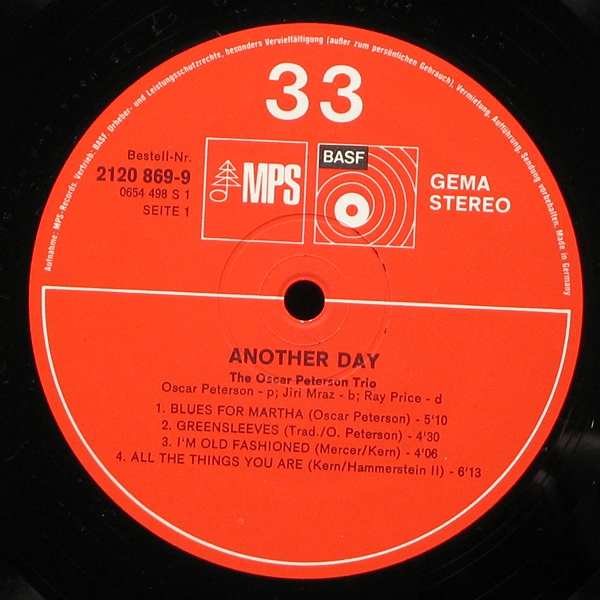 Aufnahme: MPS-Records. Vertrieb: BASF. Urheber- und Leistungsschutzrechte, besonders Vervielfältigung (außer zum persönlichen Gebrauch), Vermietung, Aufführung, Sendung vorbehalten. Made in Germany
33
Bestell-Nr.
2120 869-9
0654 498 S 1
SEITE 1
MPS
BASF
GEMA
STEREO
ANOTHER DAY
The Oscar Peterson Trio
Oscar Peterson - p; Jiri Mraz - b; Ray Price - d
1. BLUES FOR MARTHA (Oscar Peterson) - 5'10
2. GREENSLEEVES (Trad./O. Peterson) - 4'30
3. I'M OLD FASHIONED (Mercer/Kern) - 4'06
4. ALL THE THINGS YOU ARE (Kern/Hammerstein II) - 6'13